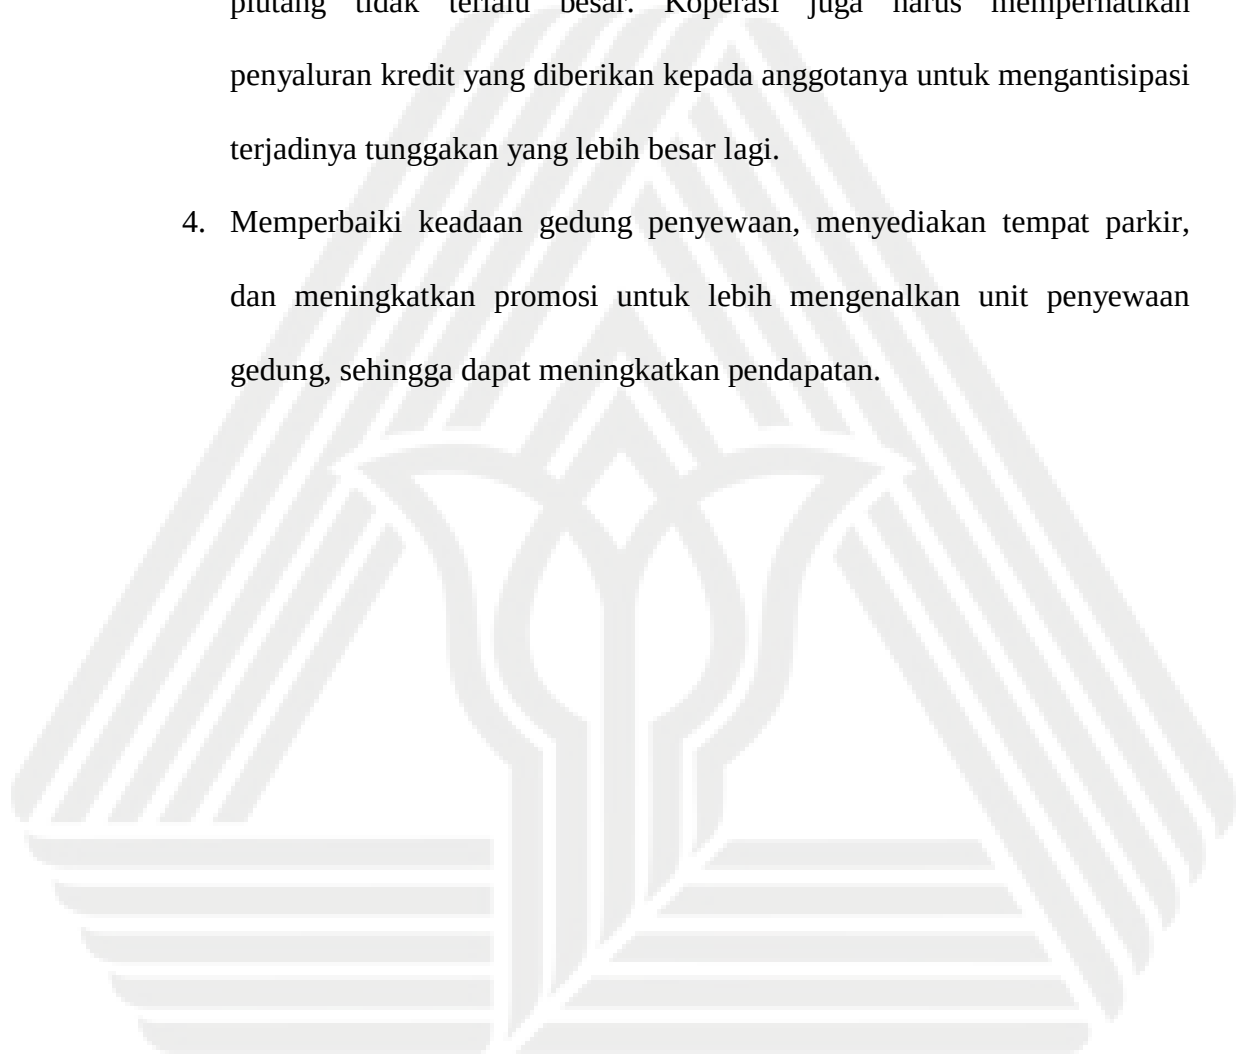 piutang tidak terlalu besar. Koperasi juga harus memperhatikan
penyaluran kredit yang diberikan kepada anggotanya untuk mengantisipasi
terjadinya tunggakan yang lebih besar lagi.
4. Memperbaiki keadaan gedung penyewaan, menyediakan tempat parkir,
dan meningkatkan promosi untuk lebih mengenalkan unit penyewaan
gedung, sehingga dapat meningkatkan pendapatan.